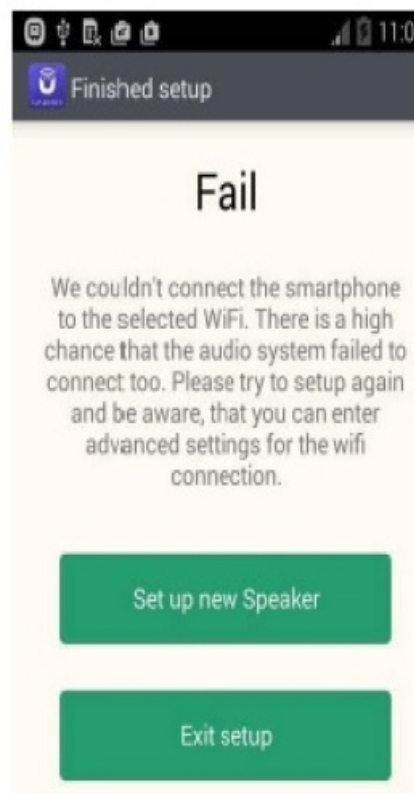 11:0
Finished setup
Fail
We couldn't connect the smartphone
to the selected WiFi. There is a high
chance that the audio system failed to
connect too. Please try to setup again
and be aware, that you can enter
advanced settings for the wifi
connection.
Set up new Speaker
Exit setup